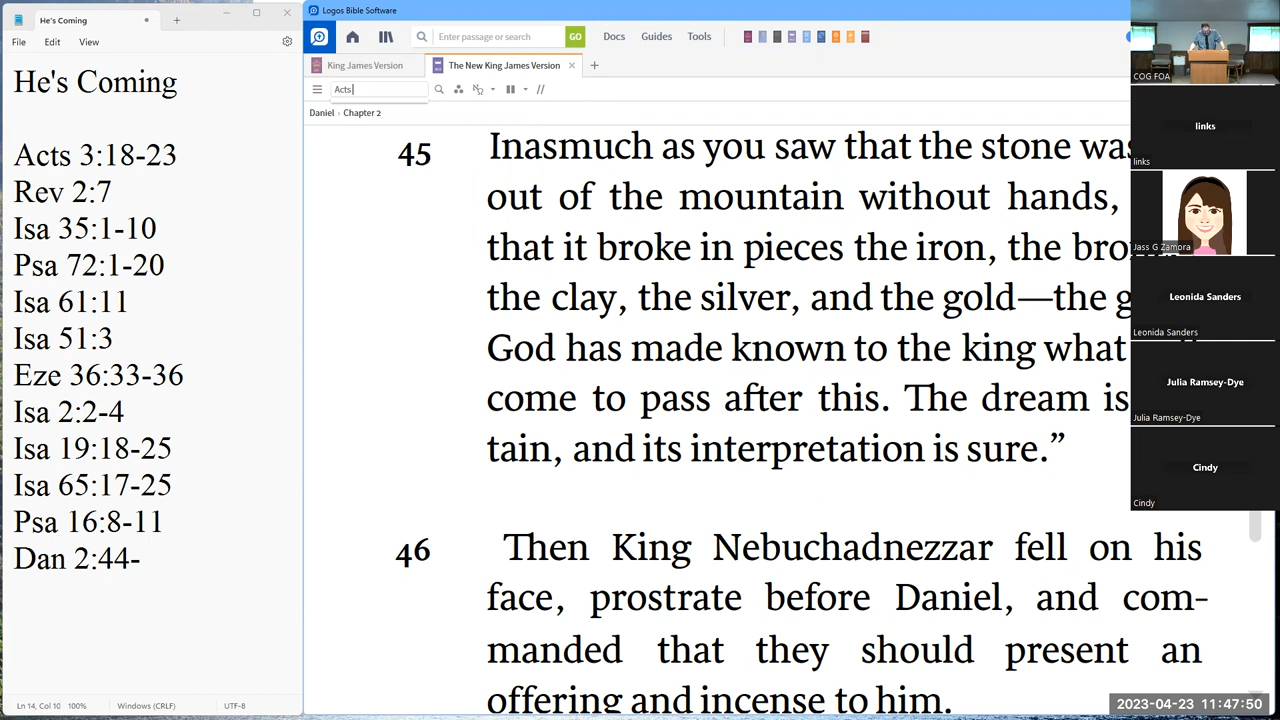 He's Coming
File Edit View
He's Coming
Acts 3:18-23
Rev 2:7
Isa 35:1-10
Psa 72:1-20
Isa 61:11
Isa 51:3
Eze 36:33-36
Isa 2:2-4
Isa 19:18-25
Isa 65:17-25
Psa 16:8-11
Dan 2:44-
Ln 14, Col 10 100% Windows (CRLF) UTF-8
Logos Bible Software
Enter passage or search GO Docs Guides Tools
King James Version The New King James Version
Acts
Daniel › Chapter 2
45 Inasmuch as you saw that the stone was
out of the mountain without hands,
that it broke in pieces the iron, the bron
the clay, the silver, and the gold—the g
God has made known to the king what
come to pass after this. The dream is
tain, and its interpretation is sure.”
46 Then King Nebuchadnezzar fell on his
face, prostrate before Daniel, and com-
manded that they should present an
offering and incense to him.
COG FOA
links
links
Jass G Zamora
Leonida Sanders
Leonida Sanders
Julia Ramsey-Dye
Julia Ramsey-Dye
Cindy
Cindy
2023-04-23 11:47:50